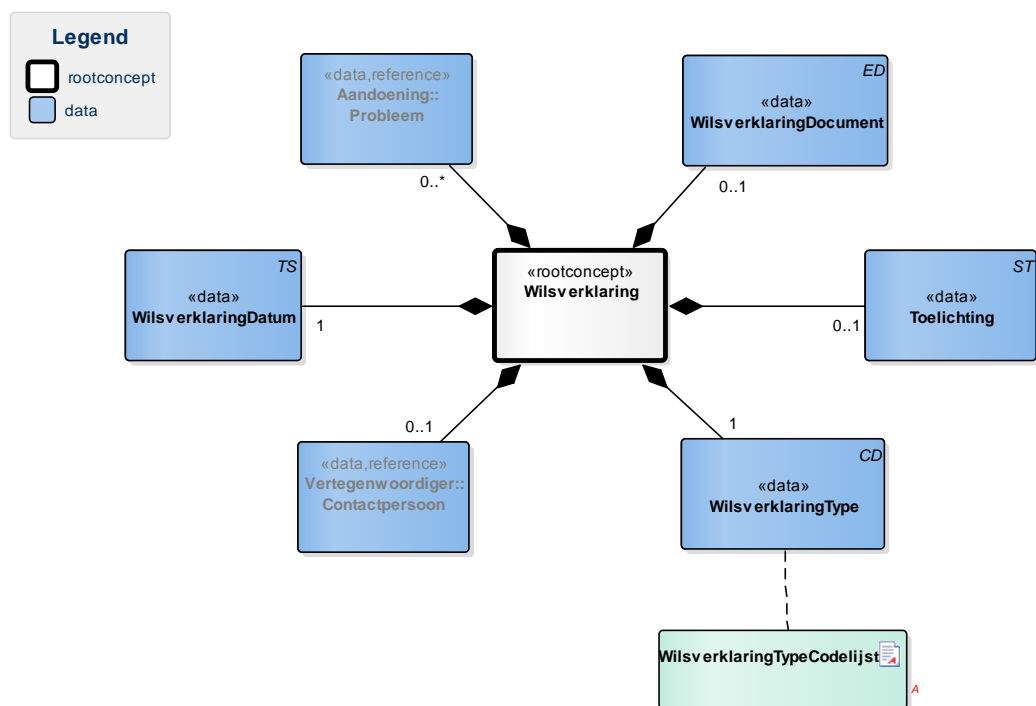 Legend
rootconcept
data
«data,reference»
Aandoening::
Probleem
0..*
ED
«data»
WilsverklaringDocument
0..1
TS
«data»
WilsverklaringDatum
1
«rootconcept»
Wilsverklaring
ST
«data»
Toelichting
0..1
0..1
«data,reference»
Vertegenwoordiger::
Contactpersoon
1
CD
«data»
WilsverklaringType
WilsverklaringTypeCodelijst
A